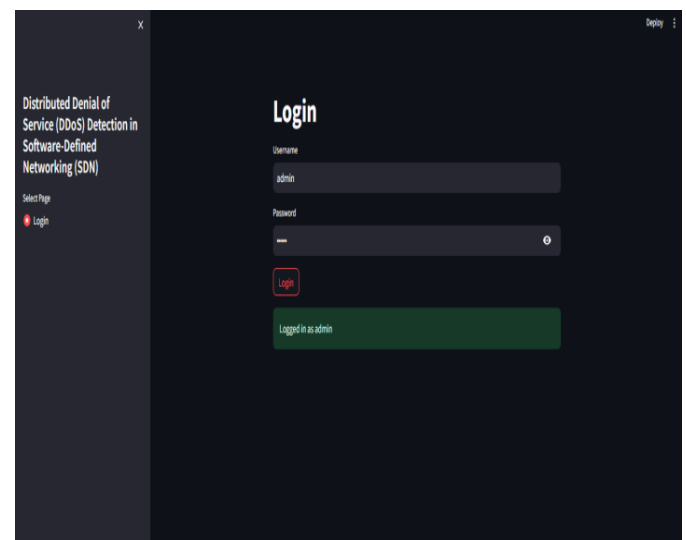 X
Deploy
Distributed Denial of
Service (DDoS) Detection in
Software-Defined
Networking (SDN)
Select Page
Login
Login
Username
admin
Password
Login
Logged in as admin